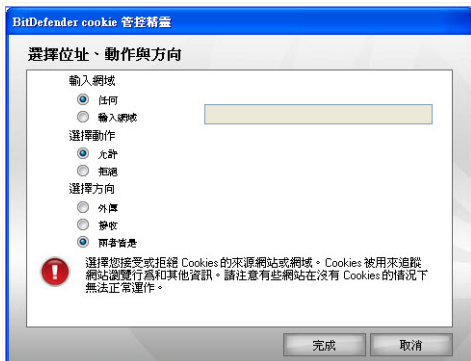 BitDefender cookie 管控精靈
選擇位址、動作與方向
輸入網域
任何
輸入網域
選擇動作
允許
拒絕
選擇方向
外傳
接收
兩者皆是
選擇您接受或拒絕 Cookies 的來源網站或網域。Cookies 被用來追蹤
網站瀏覽行為和其他資訊。請注意有些網站在沒有 Cookies 的情況下
無法正常運作。
完成
取消